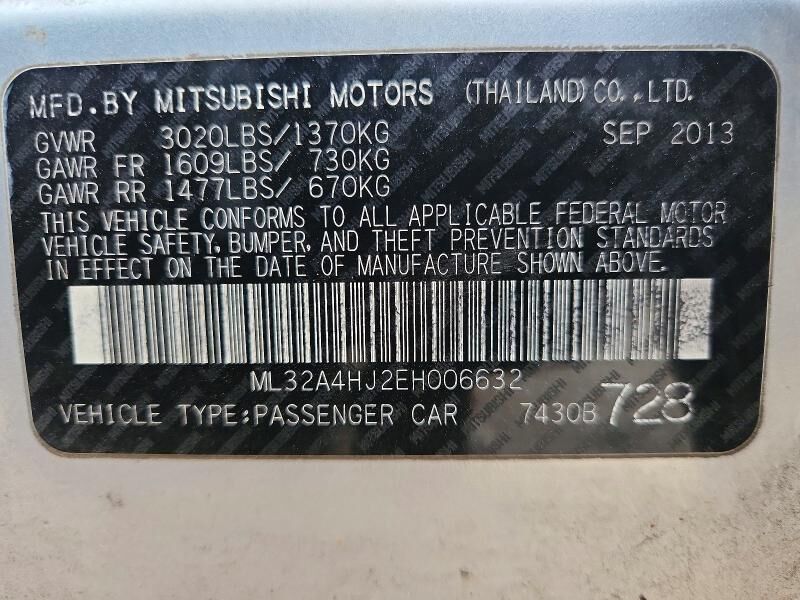 MFD.BY MITSUBISHI MOTORS (THAILAND)CO.,LTD.
GVWR 3020LBS/1370KG SEP 2013
GAWR FR 1609LBS/ 730KG
GAWR RR 1477LBS/ 670KG
THIS VEHICLE CONFORMS TO ALL APPLICABLE FEDERAL MOTOR
VEHICLE SAFETY, BUMPER, AND THEFT PREVENTION STANDARDS
IN EFFECT ON THE DATE OF MANUFACTURE SHOWN ABOVE.
ML32A4HJ2EH006632
VEHICLE TYPE:PASSENGER CAR 7430B 728